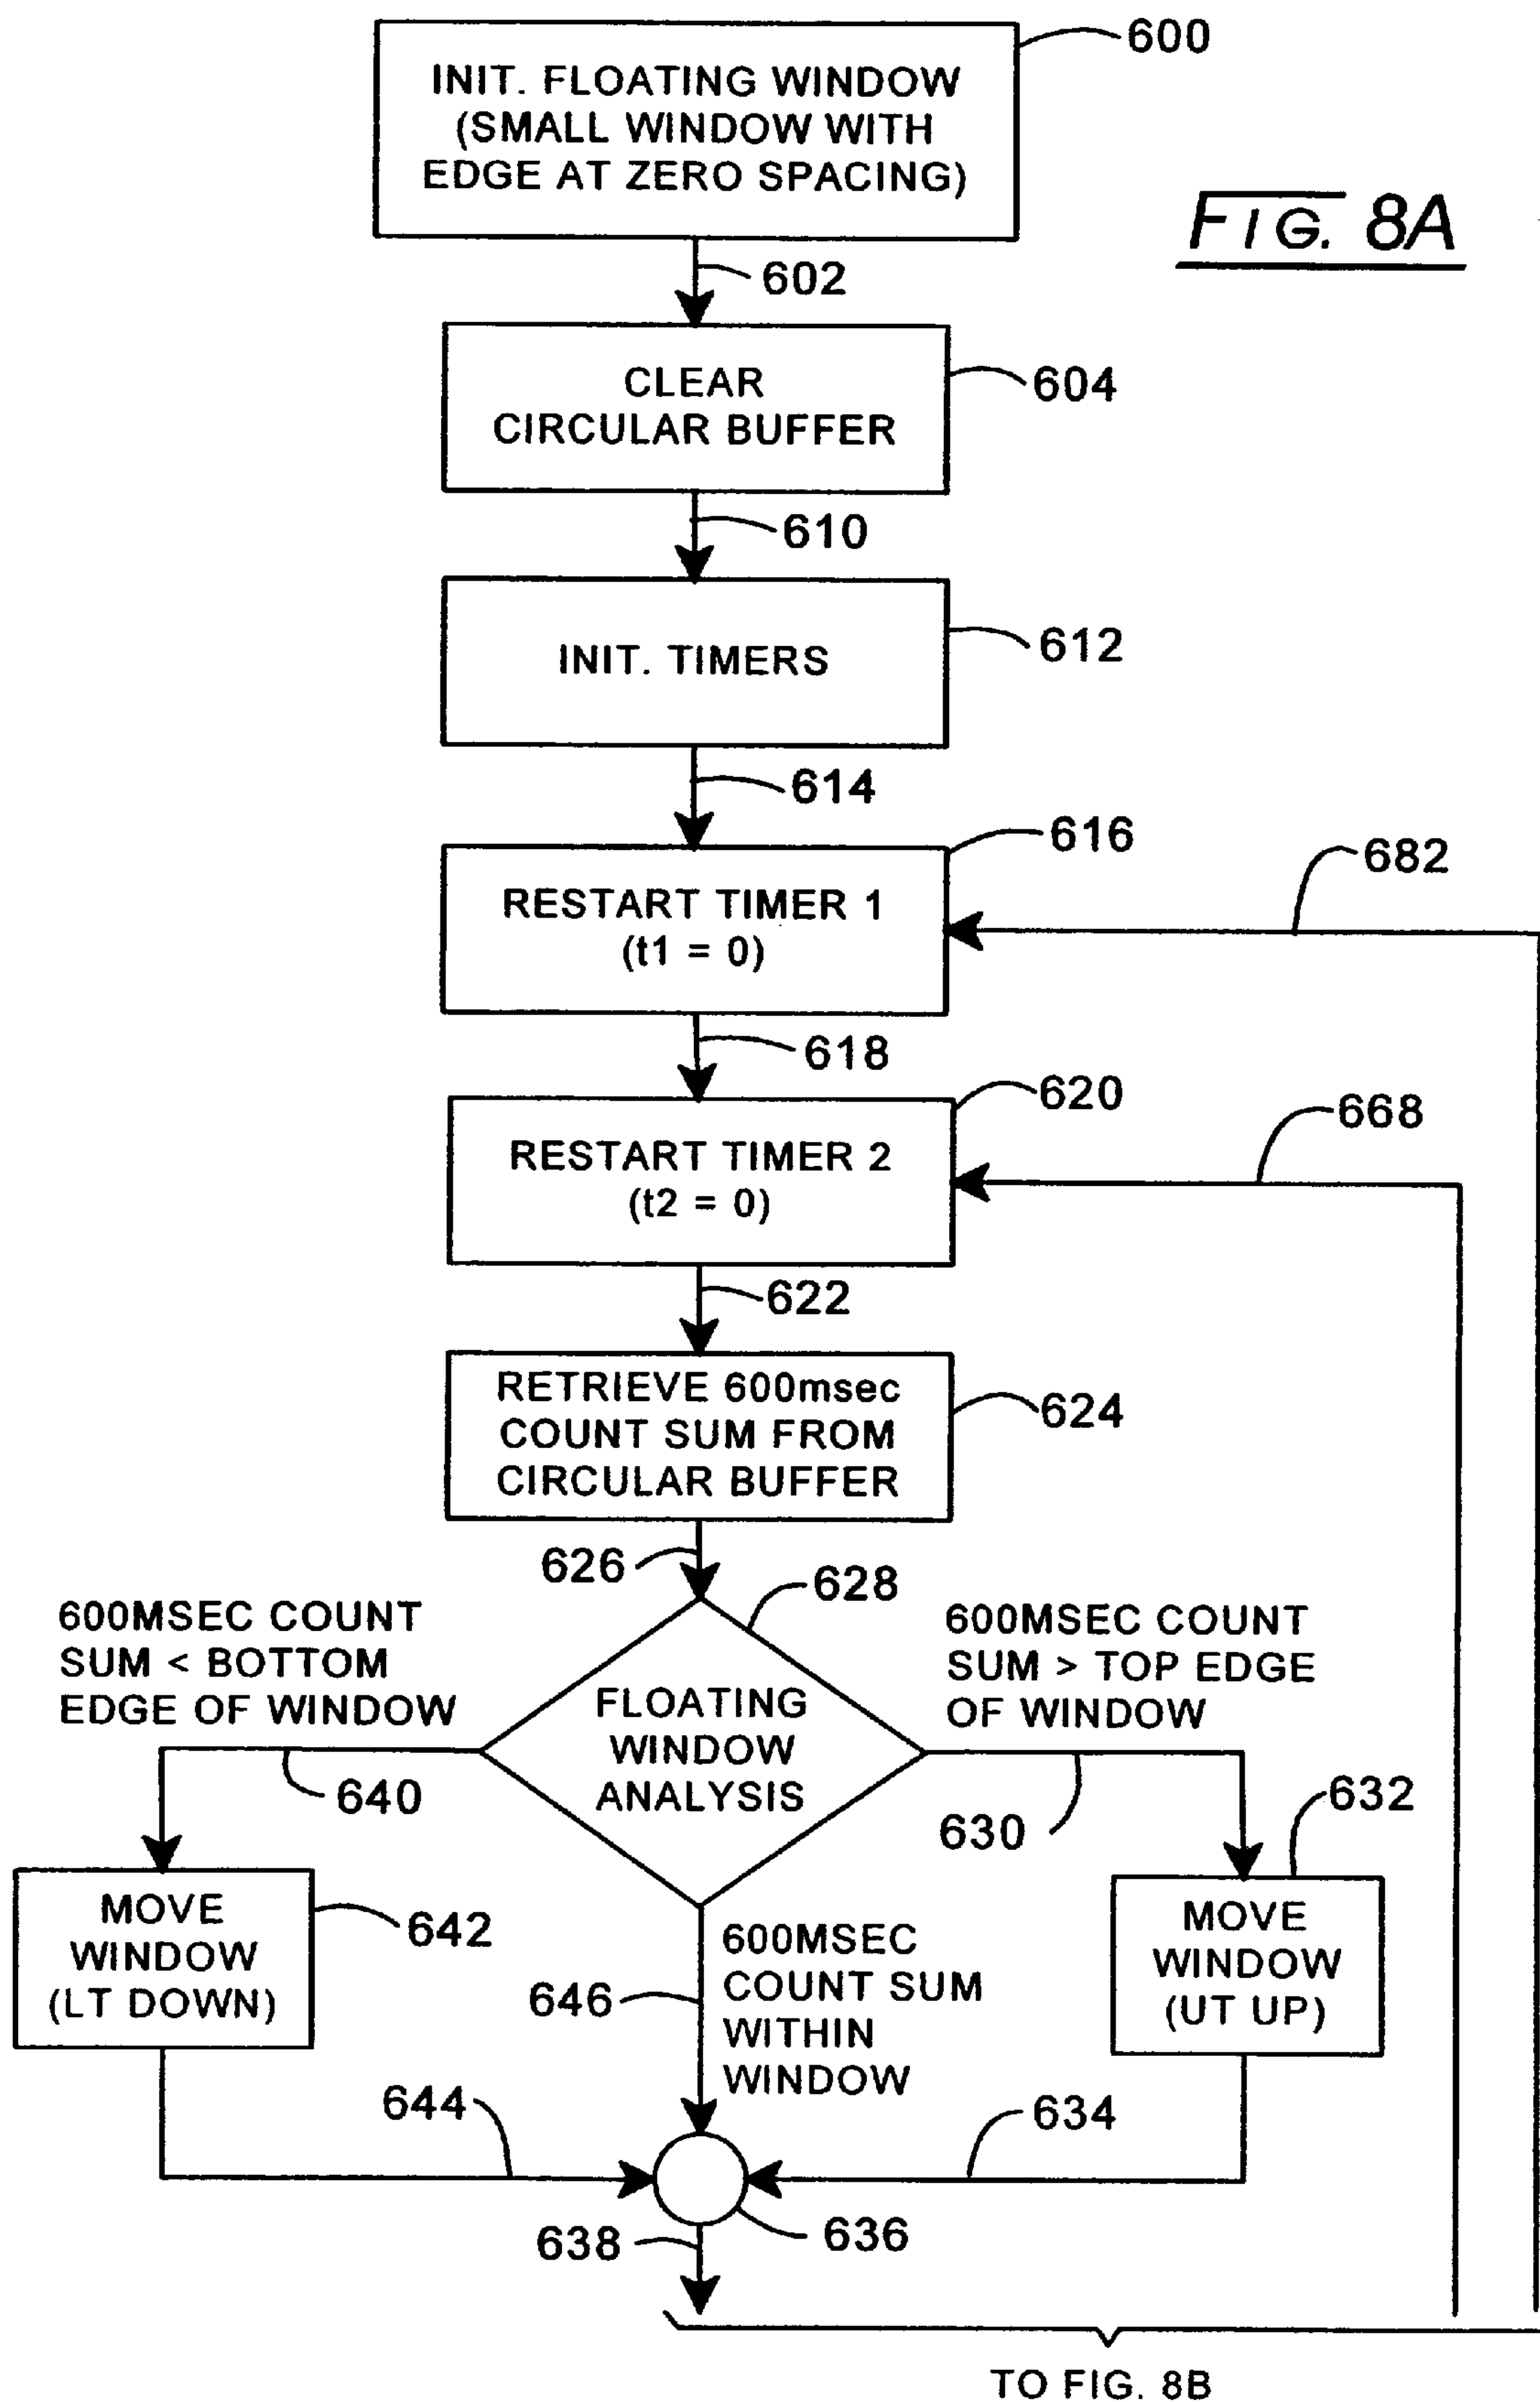 600
INIT. FLOATING WINDOW
(SMALL WINDOW WITH
EDGE AT ZERO SPACING)
FIG. 8A
602
CLEAR
CIRCULAR BUFFER
604
610
INIT. TIMERS
612
614
616
682
RESTART TIMER 1
(t1 = 0)
618
620
668
RESTART TIMER 2
(t2 = 0)
622
RETRIEVE 600msec
COUNT SUM FROM
CIRCULAR BUFFER
624
626
628
600MSEC COUNT
SUM < BOTTOM
EDGE OF WINDOW
600MSEC COUNT
SUM > TOP EDGE
OF WINDOW
FLOATING
WINDOW
ANALYSIS
640
630
632
MOVE
WINDOW
(LT DOWN)
642
646
600MSEC
COUNT SUM
WITHIN
WINDOW
MOVE
WINDOW
(UT UP)
644
634
636
638
TO FIG. 8B